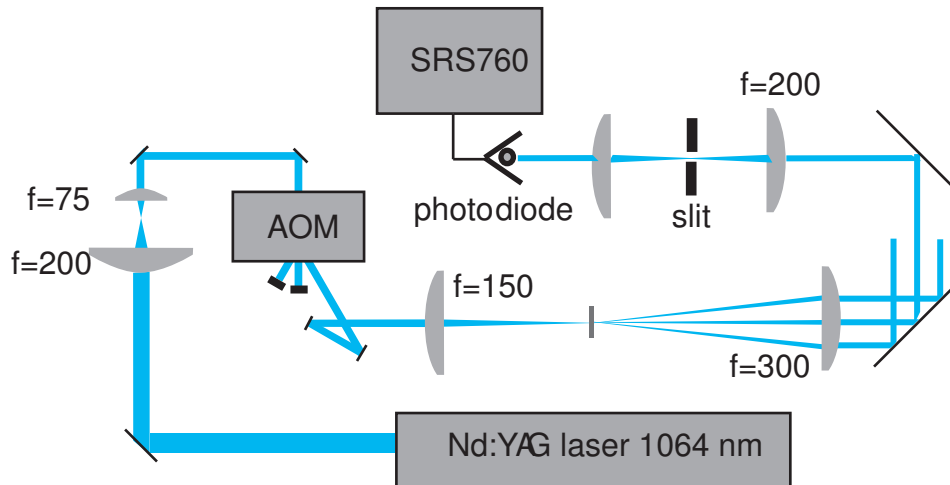 SRS760
f=200
f=75
photodiode
slit
AOM
f=200
f=150
f=300
Nd:YAG laser 1064 nm